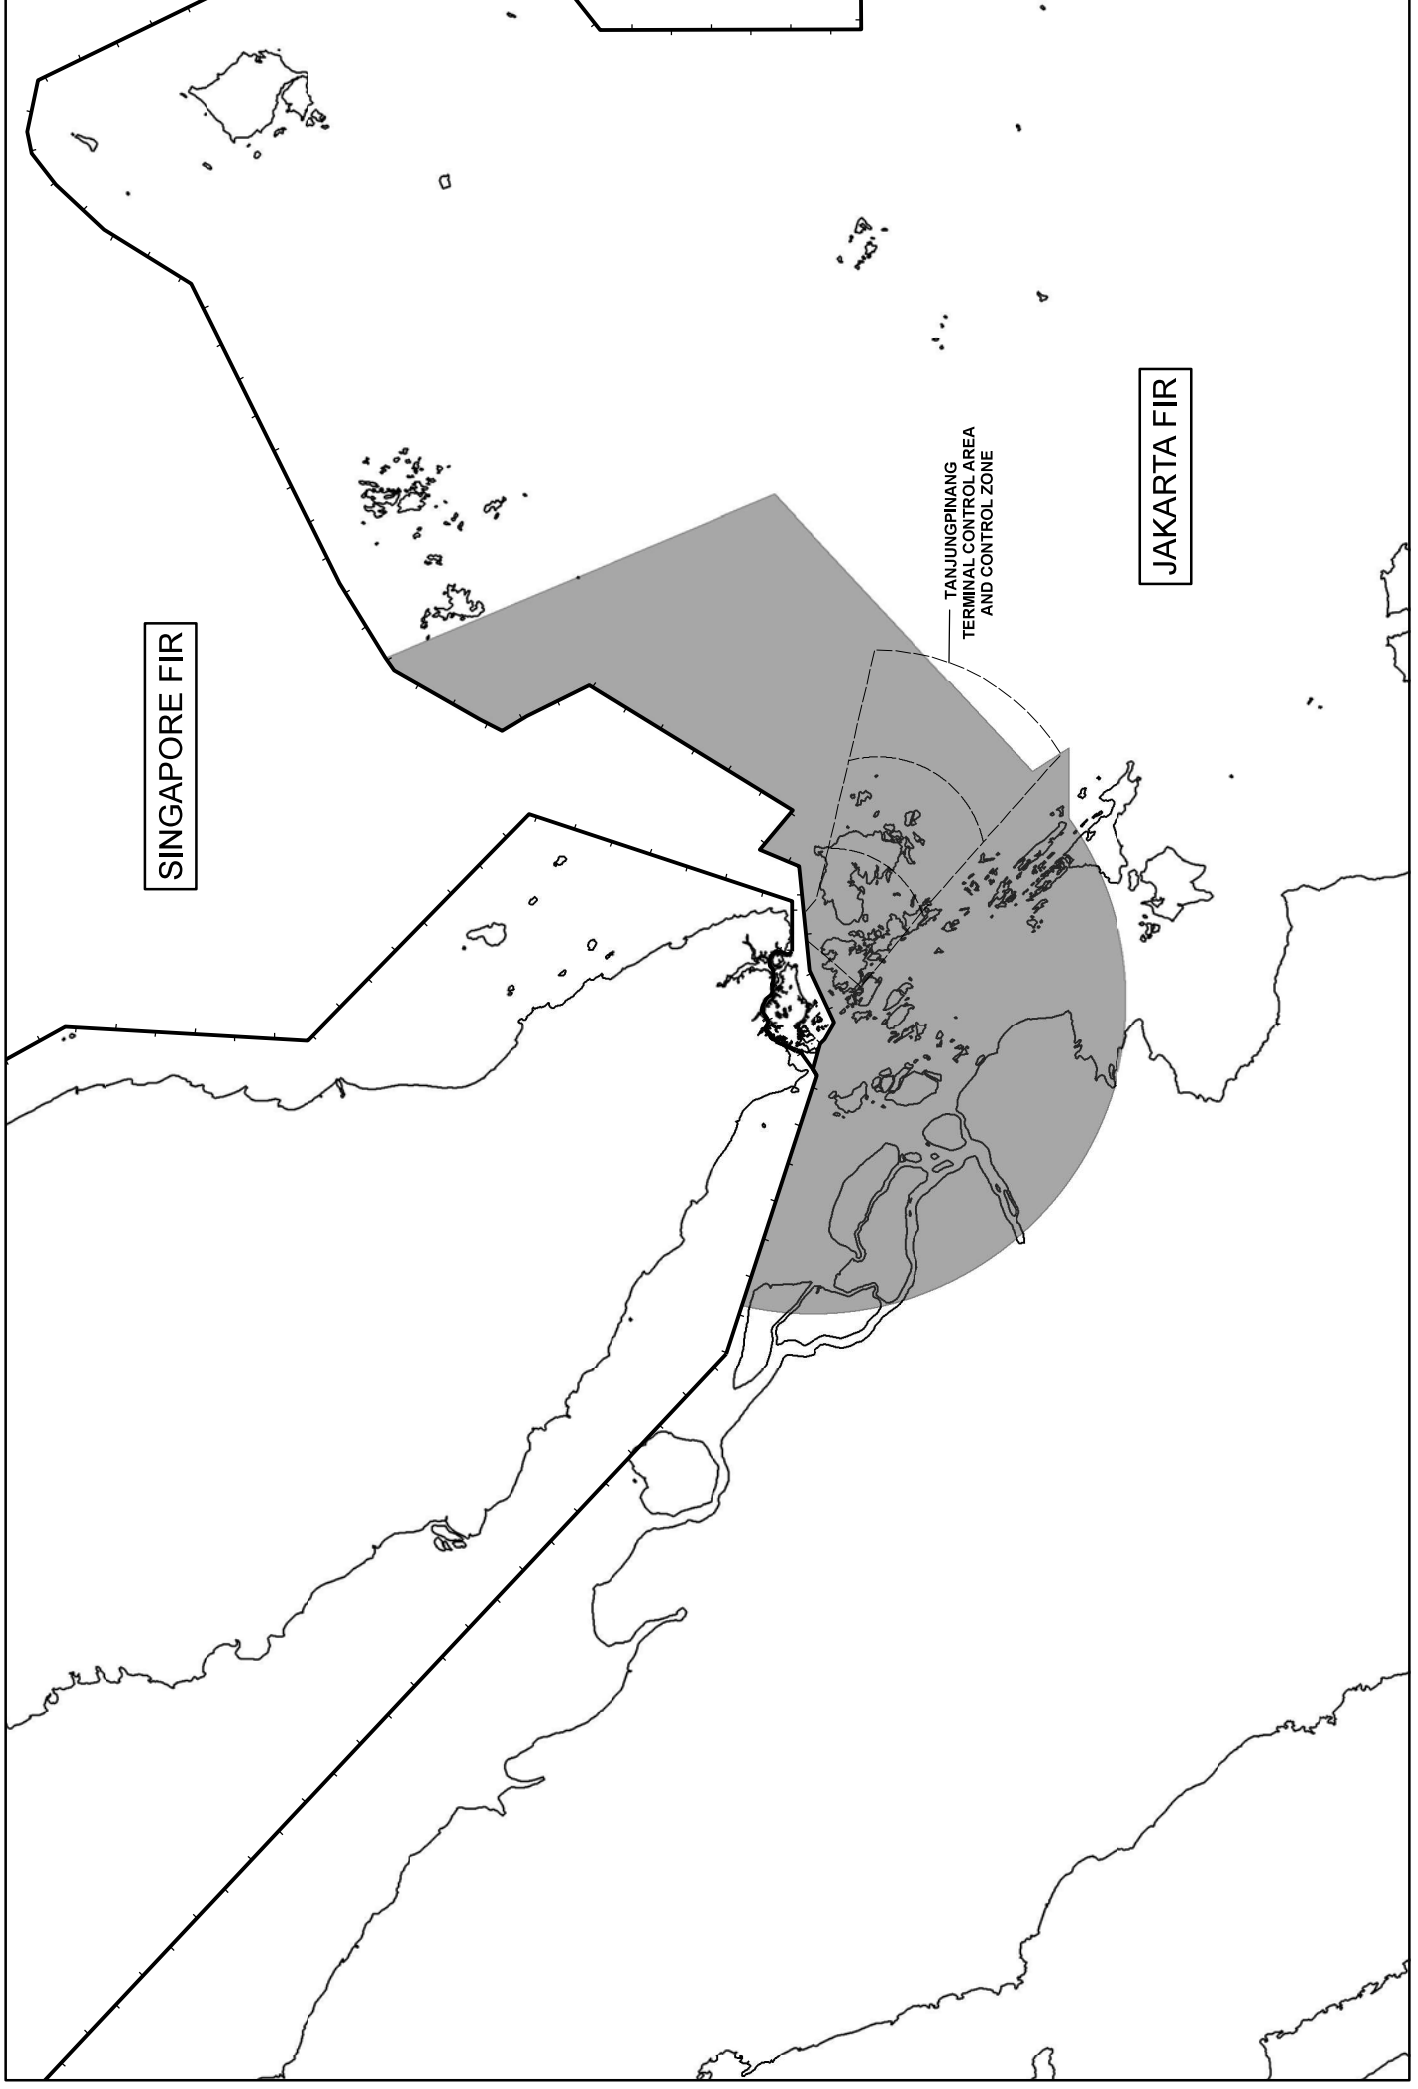 SINGAPORE FIR
TANJUNGPINANG
TERMINAL CONTROL AREA
AND CONTROL ZONE
JAKARTA FIR